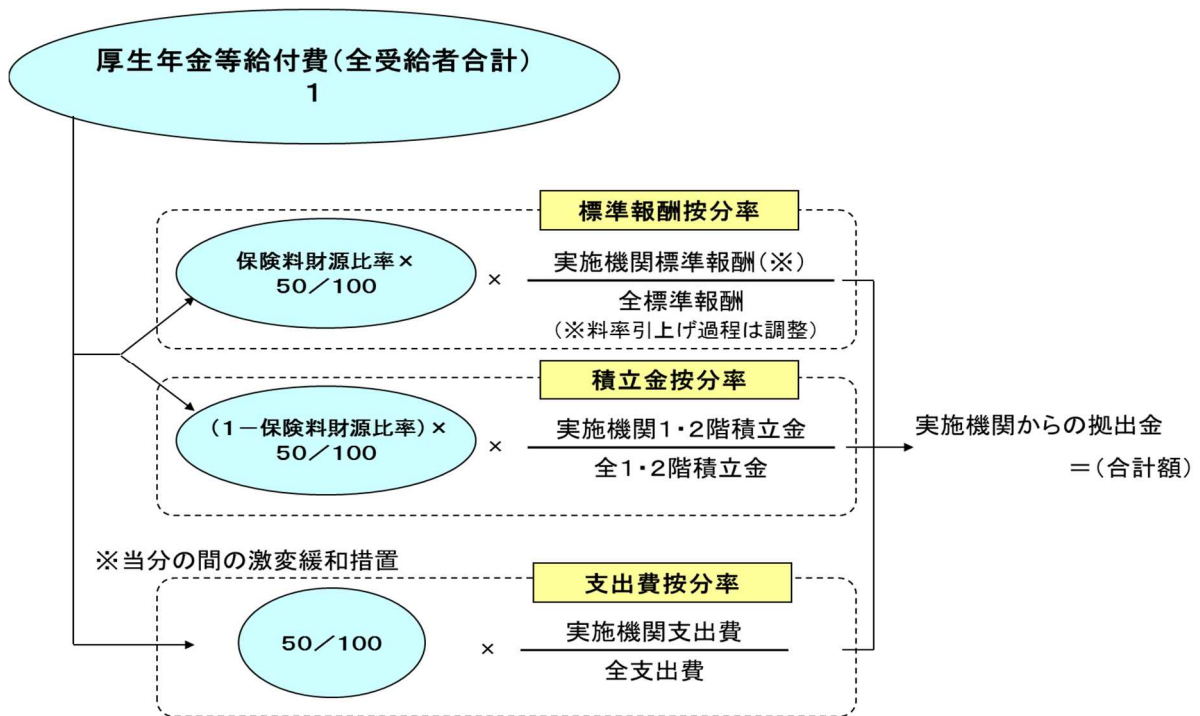 厚生年金等給付費(全受給者合計)
1
標準報酬按分率
保険料財源比率×
50/100
×
実施機関標準報酬(※)
全標準報酬
(※料率引上げ過程は調整)
積立金按分率
(1-保険料財源比率)×
50/100
×
実施機関1・2階積立金
全1・2階積立金
実施機関からの拠出金
=(合計額)
※当分の間の激変緩和措置
支出費按分率
50/100
×
実施機関支出費
全支出費